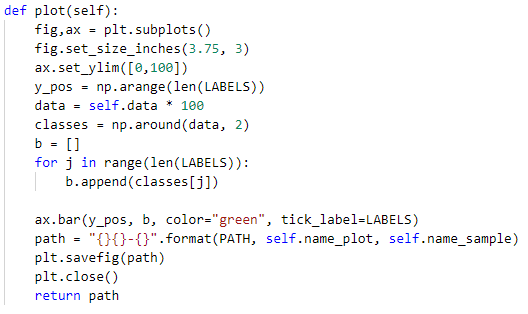 def plot(self):
    fig,ax = plt.subplots()
    fig.set_size_inches(3.75, 3)
    ax.set_ylim([0,100])
    y_pos = np.arange(len(LABELS))
    data = self.data * 100
    classes = np.around(data, 2)
    b = []
    for j in range(len(LABELS)):
        b.append(classes[j])

    ax.bar(y_pos, b, color="green", tick_label=LABELS)
    path = "{}{}-{}".format(PATH, self.name_plot, self.name_sample)
    plt.savefig(path)
    plt.close()
    return path